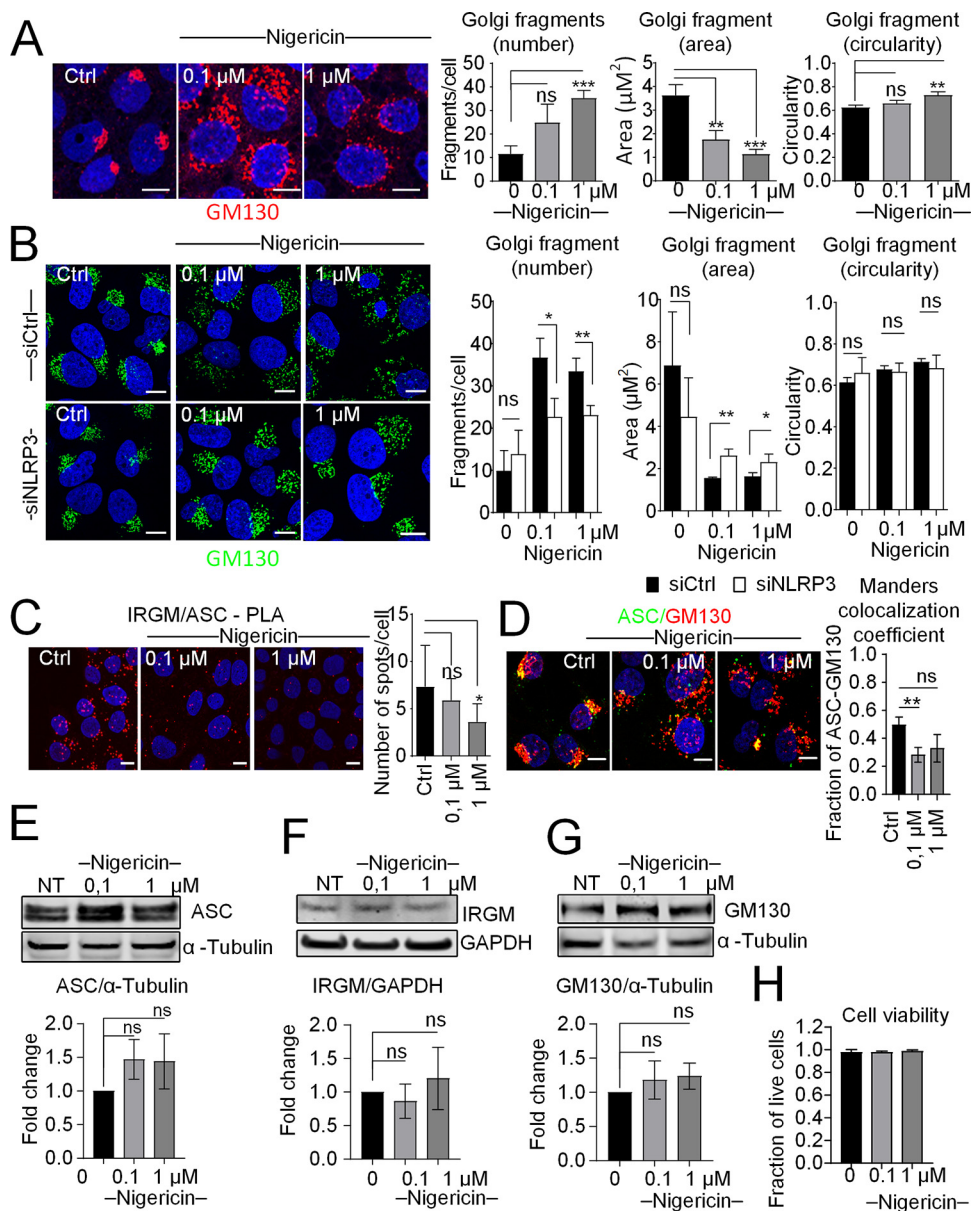 A
Nigericin
Ctrl
0.1 µM
1 µM
GM130
Golgi fragments
(number)
Fragments/cell
50
40
30
20
10
0
ns
***
0
0.1
1 µM
–Nigericin–
Golgi fragment
(area)
Area (µM²)
5
4
3
2
1
0
**
***
0
0.1
1 µM
–Nigericin–
Golgi fragment
(circularity)
Circularity
1.0
0.8
0.6
0.4
0.2
0.0
ns
**
0
0.1
1 µM
–Nigericin–
B
Nigericin
—siCtrl—
Ctrl
0.1 µM
1 µM
-siNLRP3-
Ctrl
0.1 µM
1 µM
GM130
Golgi fragment
(number)
Fragments/cell
50
40
30
20
10
0
ns
*
**
0
0.1
1 µM
Nigericin
Golgi fragment
(area)
Area (µM²)
10
8
6
4
2
0
ns
**
*
0
0.1
1 µM
Nigericin
Golgi fragment
(circularity)
Circularity
1.0
0.8
0.6
0.4
0.2
0.0
ns
ns
ns
0
0.1
1 µM
Nigericin
siCtrl
siNLRP3
C
IRGM/ASC - PLA
Nigericin
Ctrl
0.1 µM
1 µM
Number of spots/cell
15
10
5
0
ns
*
Ctrl
0,1 µM
1 µM
D
ASC/GM130
Nigericin
Ctrl
0.1 µM
1 µM
Manders
colocalization
coefficient
Fraction of ASC-GM130
1.0
0.8
0.6
0.4
0.2
0.0
ns
**
Ctrl
0,1 µM
1 µM
E
–Nigericin–
NT
0,1
1
µM
ASC
α -Tubulin
ASC/α-Tubulin
Fold change
2.0
1.5
1.0
0.5
0.0
ns
ns
0
0.1
1 µM
–Nigericin–
F
–Nigericin–
NT
0,1
1
µM
IRGM
GAPDH
IRGM/GAPDH
Fold change
2.0
1.5
1.0
0.5
0.0
ns
ns
0
0.1
1 µM
–Nigericin–
G
–Nigericin–
NT
0,1
1
µM
GM130
α -Tubulin
GM130/α-Tubulin
Fold change
2.0
1.5
1.0
0.5
0.0
ns
ns
0
0.1
1 µM
–Nigericin–
H
Cell viability
Fraction of live cells
1.2
1.0
0.8
0.6
0.4
0.2
0.0
0
0.1
1 µM
–Nigericin–